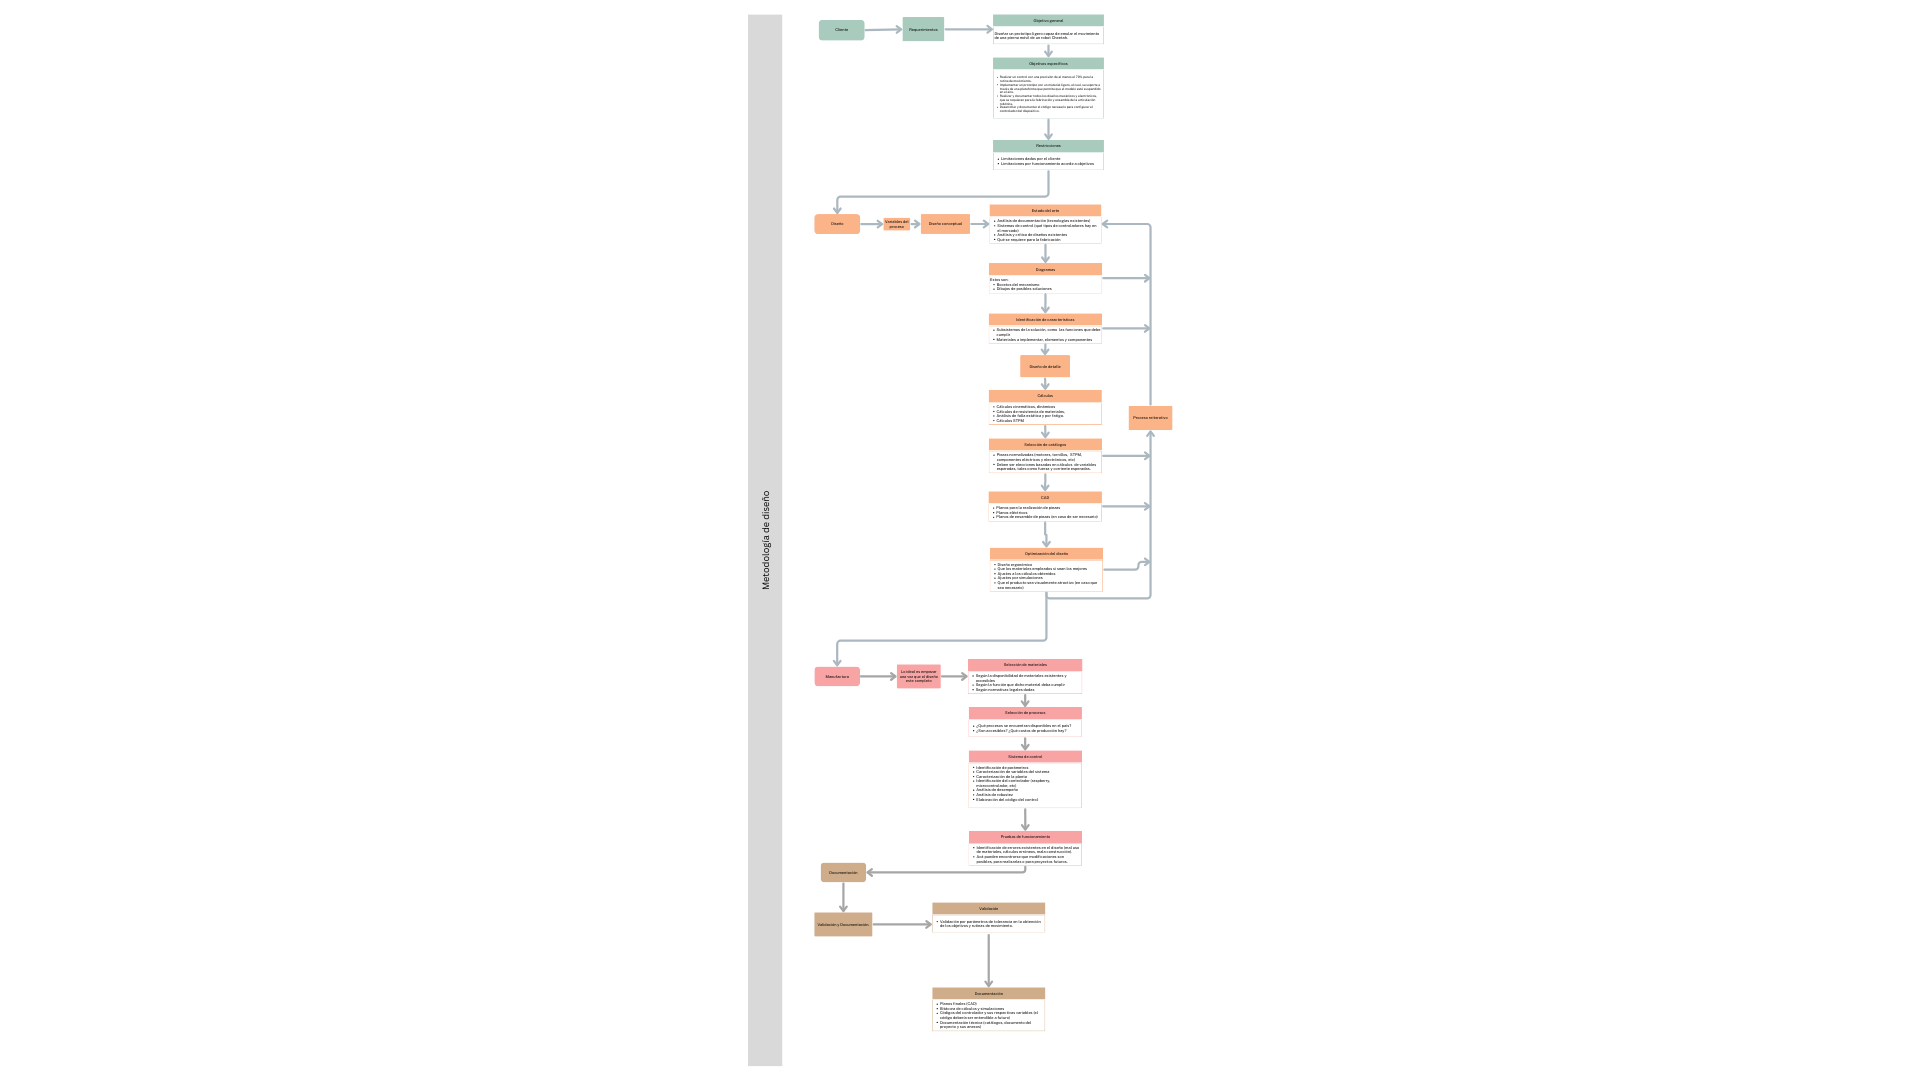 Metodología de diseño
Cliente
Requerimientos
Objetivo general
Diseñar un prototipo ligero capaz de emular el movimiento
de una pierna móvil de un robot Cheetah.
Objetivos específicos
Restricciones
Limitaciones dadas por el cliente
Limitaciones por funcionamiento acorde a objetivos
Diseño
Variables del
proceso
Diseño conceptual
Estado del arte
Análisis de documentación (tecnologías existentes)
Sistemas de control (qué tipos de controladores hay en
el mercado)
Análisis y crítica de diseños existentes
Qué se requiere para la fabricación
Diagramas
Estos son:
Bocetos del mecanismo
Dibujos de posibles soluciones
Identificación de características
Subsistemas de la solución, como las funciones que debe
cumplir
Materiales a implementar, elementos y componentes
Diseño de detalle
Cálculos
Cálculos cinemáticos, dinámicos
Cálculos de resistencia de materiales,
Análisis de falla estática y por fatiga.
Cálculos STPM
Proceso reiterativo
Selección de catálogos
Piezas normalizadas (motores, tornillos, STPM,
componentes eléctricos y electrónicos, etc)
Deben ser elecciones basadas en cálculos, de variables
esperadas, tales como fuerza y corriente esperadas.
CAD
Planos para la realización de piezas
Planos eléctricos
Planos de ensamble de piezas (en caso de ser necesario)
Optimización del diseño
Diseño ergonómico
Que los materiales empleados si sean los mejores
Ajustes a los cálculos obtenidos
Ajustes por simulaciones
Que el producto sea visualmente atractivo (en caso que
sea necesario)
Manufactura
Lo ideal es empezar
una vez que el diseño
este completo
Selección de materiales
Según la disponibilidad de materiales existentes y
accesibles
Según la función que dicho material deba cumplir
Según normativas legales dadas
Selección de procesos
¿Qué procesos se encuentran disponibles en el país?
¿Son accesibles? ¿Qué costos de producción hay?
Sistema de control
Identificación de parámetros
Caracterización de variables del sistema
Caracterización de la planta
Identificación del controlador (raspberry,
microcontrolador, etc)
Análisis de desempeño
Análisis de robustez
Elaboración del código del control
Pruebas de funcionamiento
Identificación de errores existentes en el diseño (mal uso
de materiales, cálculos erróneos, mala construcción).
Acá pueden encontrarse que modificaciones son
posibles, para realizarlas o para proyectos futuros.
Documentación
Validación y Documentación
Validación
Validación por parámetros de tolerancia en la obtención
de los objetivos y rutinas de movimiento.
Documentación
Planos finales (CAD)
Bitácora de cálculos y simulaciones
Códigos del controlador y sus respectivas variables (el
código debería ser entendible a futuro)
Documentación técnica (catálogos, documento del
proyecto y sus anexos)